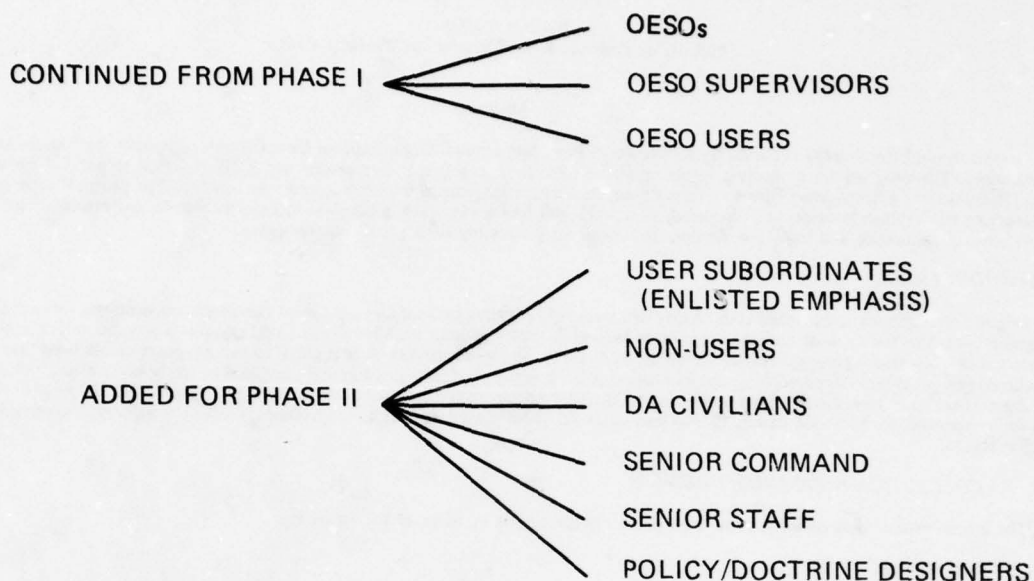 CONTINUED FROM PHASE I
OESOs
OESO SUPERVISORS
OESO USERS
ADDED FOR PHASE II
USER SUBORDINATES
(ENLISTED EMPHASIS)
NON-USERS
DA CIVILIANS
SENIOR COMMAND
SENIOR STAFF
POLICY/DOCTRINE DESIGNERS